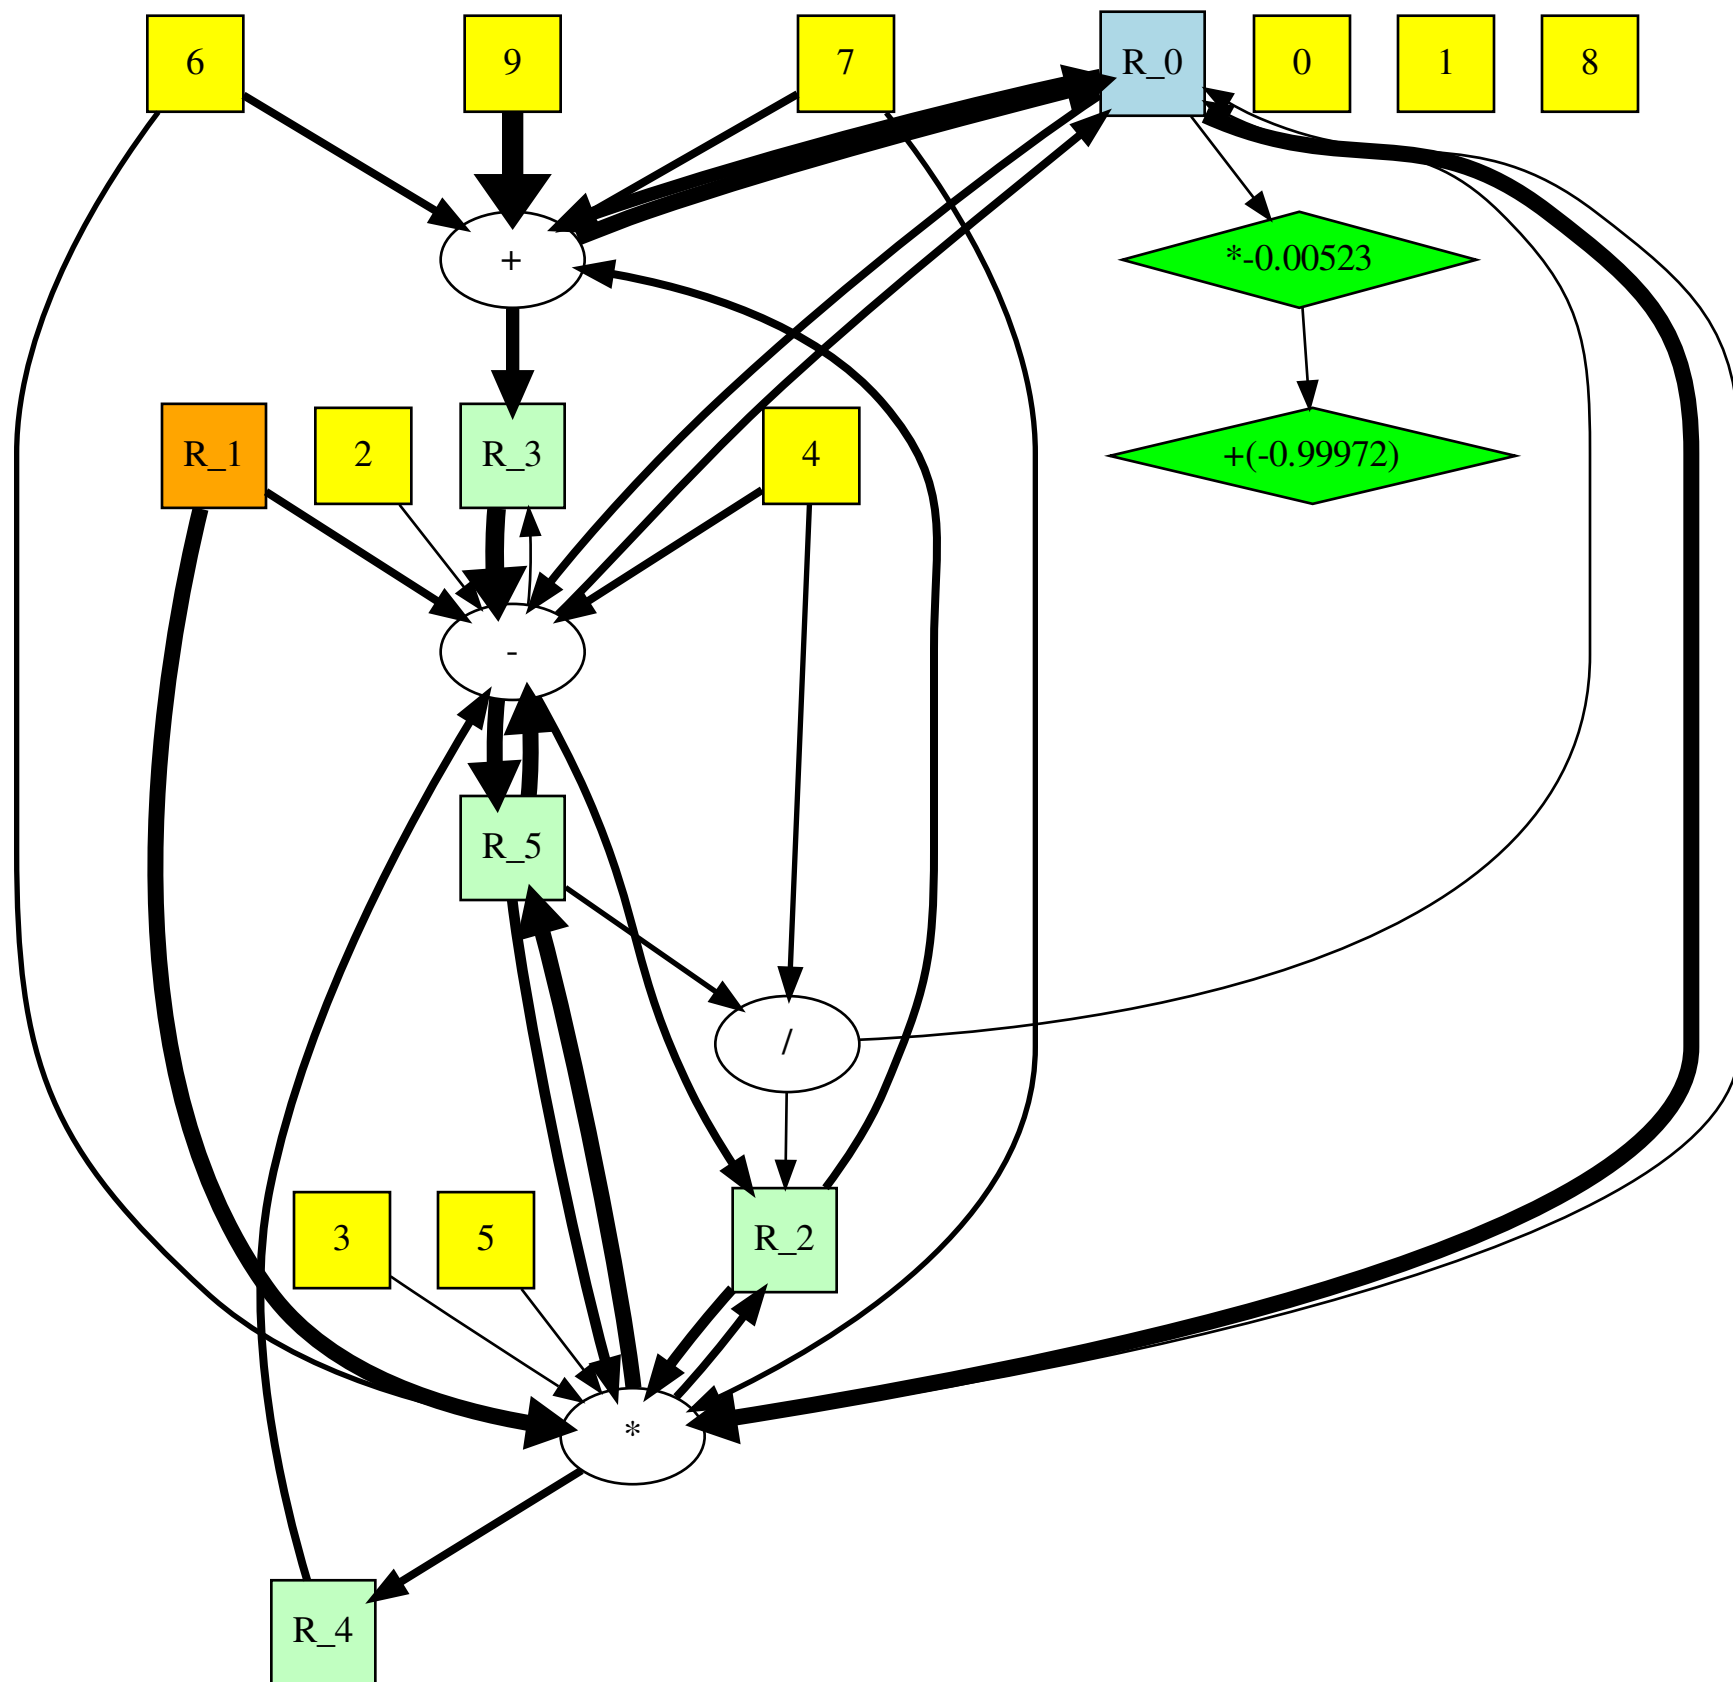 6
9
7
R_0
0
1
8
+
*-0.00523
R_1
2
R_3
4
+(-0.99972)
-
R_5
/
3
5
R_2
*
R_4